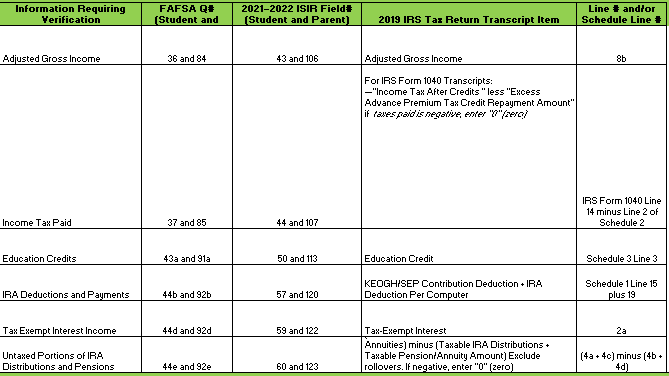 Information Requiring Verification
FAFSA Q# (Student and
2021–2022 ISIR Field# (Student and Parent)
2019 IRS Tax Return Transcript Item
Line # and/or Schedule Line #
Adjusted Gross Income
36 and 84
43 and 106
Adjusted Gross Income
8b
Income Tax Paid
37 and 85
44 and 107
For IRS Form 1040 Transcripts:
—"Income Tax After Credits " less "Excess
Advance Premium Tax Credit Repayment Amount"
if taxes paid is negative, enter "0" (zero)
IRS Form 1040 Line
14 minus Line 2 of
Schedule 2
Education Credits
43a and 91a
50 and 113
Education Credit
Schedule 3 Line 3
IRA Deductions and Payments
44b and 92b
57 and 120
KEOGH/SEP Contribution Deduction + IRA
Deduction Per Computer
Schedule 1 Line 15
plus 19
Tax Exempt Interest Income
44d and 92d
59 and 122
Tax-Exempt Interest
2a
Untaxed Portions of IRA
Distributions and Pensions
44e and 92e
60 and 123
Annuities) minus (Taxable IRA Distributions +
Taxable Pension/Annuity Amount) Exclude
rollovers. If negative, enter "0" (zero)
(4a + 4c) minus (4b +
4d)